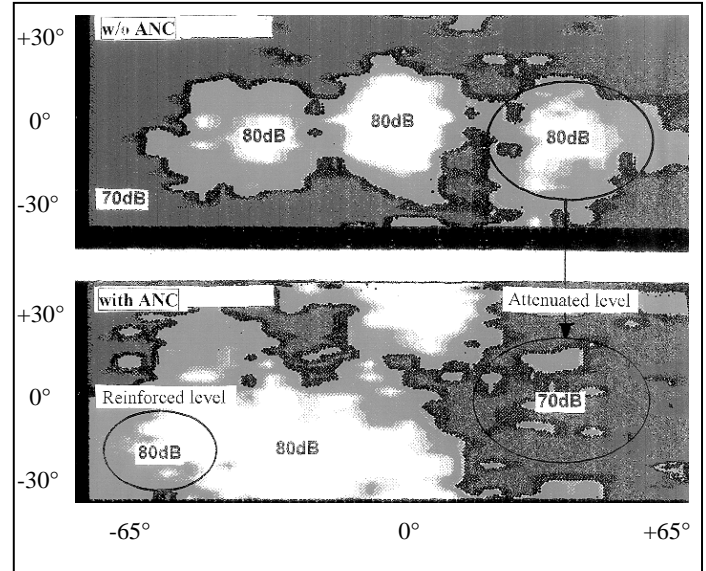 w/o ANC
+30°
0°
-30°
80dB
80dB
80dB
70dB
with ANC
Attenuated level
+30°
0°
-30°
Reinforced level
80dB
80dB
70dB
-65°
0°
+65°